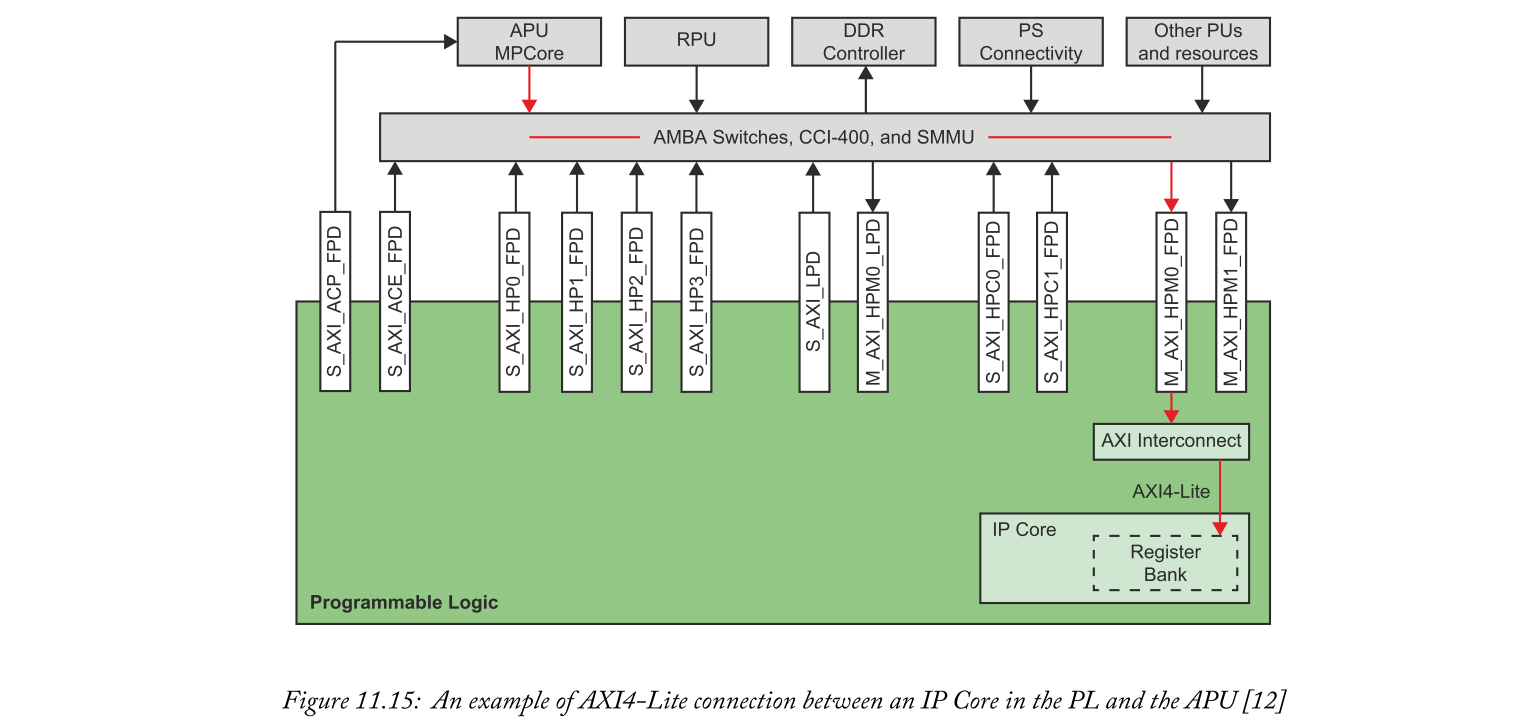 APU
MPCore
RPU
DDR
Controller
PS
Connectivity
Other PUs
and resources
AMBA Switches, CCI-400, and SMMU
S_AXI_ACP_FPD
S_AXI_ACE_FPD
S_AXI_HP0_FPD
S_AXI_HP1_FPD
S_AXI_HP2_FPD
S_AXI_HP3_FPD
S_AXI_LPD
M_AXI_HPM0_LPD
S_AXI_HPC0_FPD
S_AXI_HPC1_FPD
M_AXI_HPM0_FPD
M_AXI_HPM1_FPD
AXI Interconnect
AXI4-Lite
IP Core
Register
Bank
Programmable Logic
Figure 11.15: An example of AXI4-Lite connection between an IP Core in the PL and the APU [12]